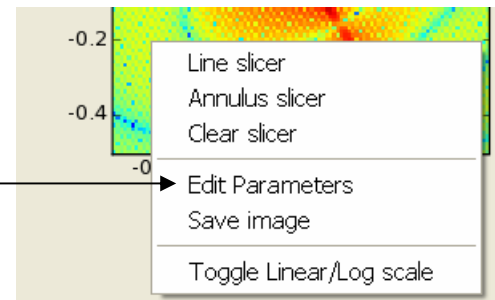 -0.2
Line slicer
Annulus slicer
-0.4
Clear slicer
-0
Edit Parameters
Save image
Toggle Linear/Log scale